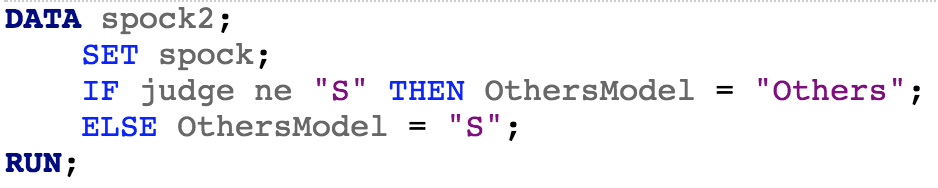 DATA spock2;
SET spock;
IF judge ne "S" THEN OthersModel = "Others";
ELSE OthersModel = "S";
RUN;